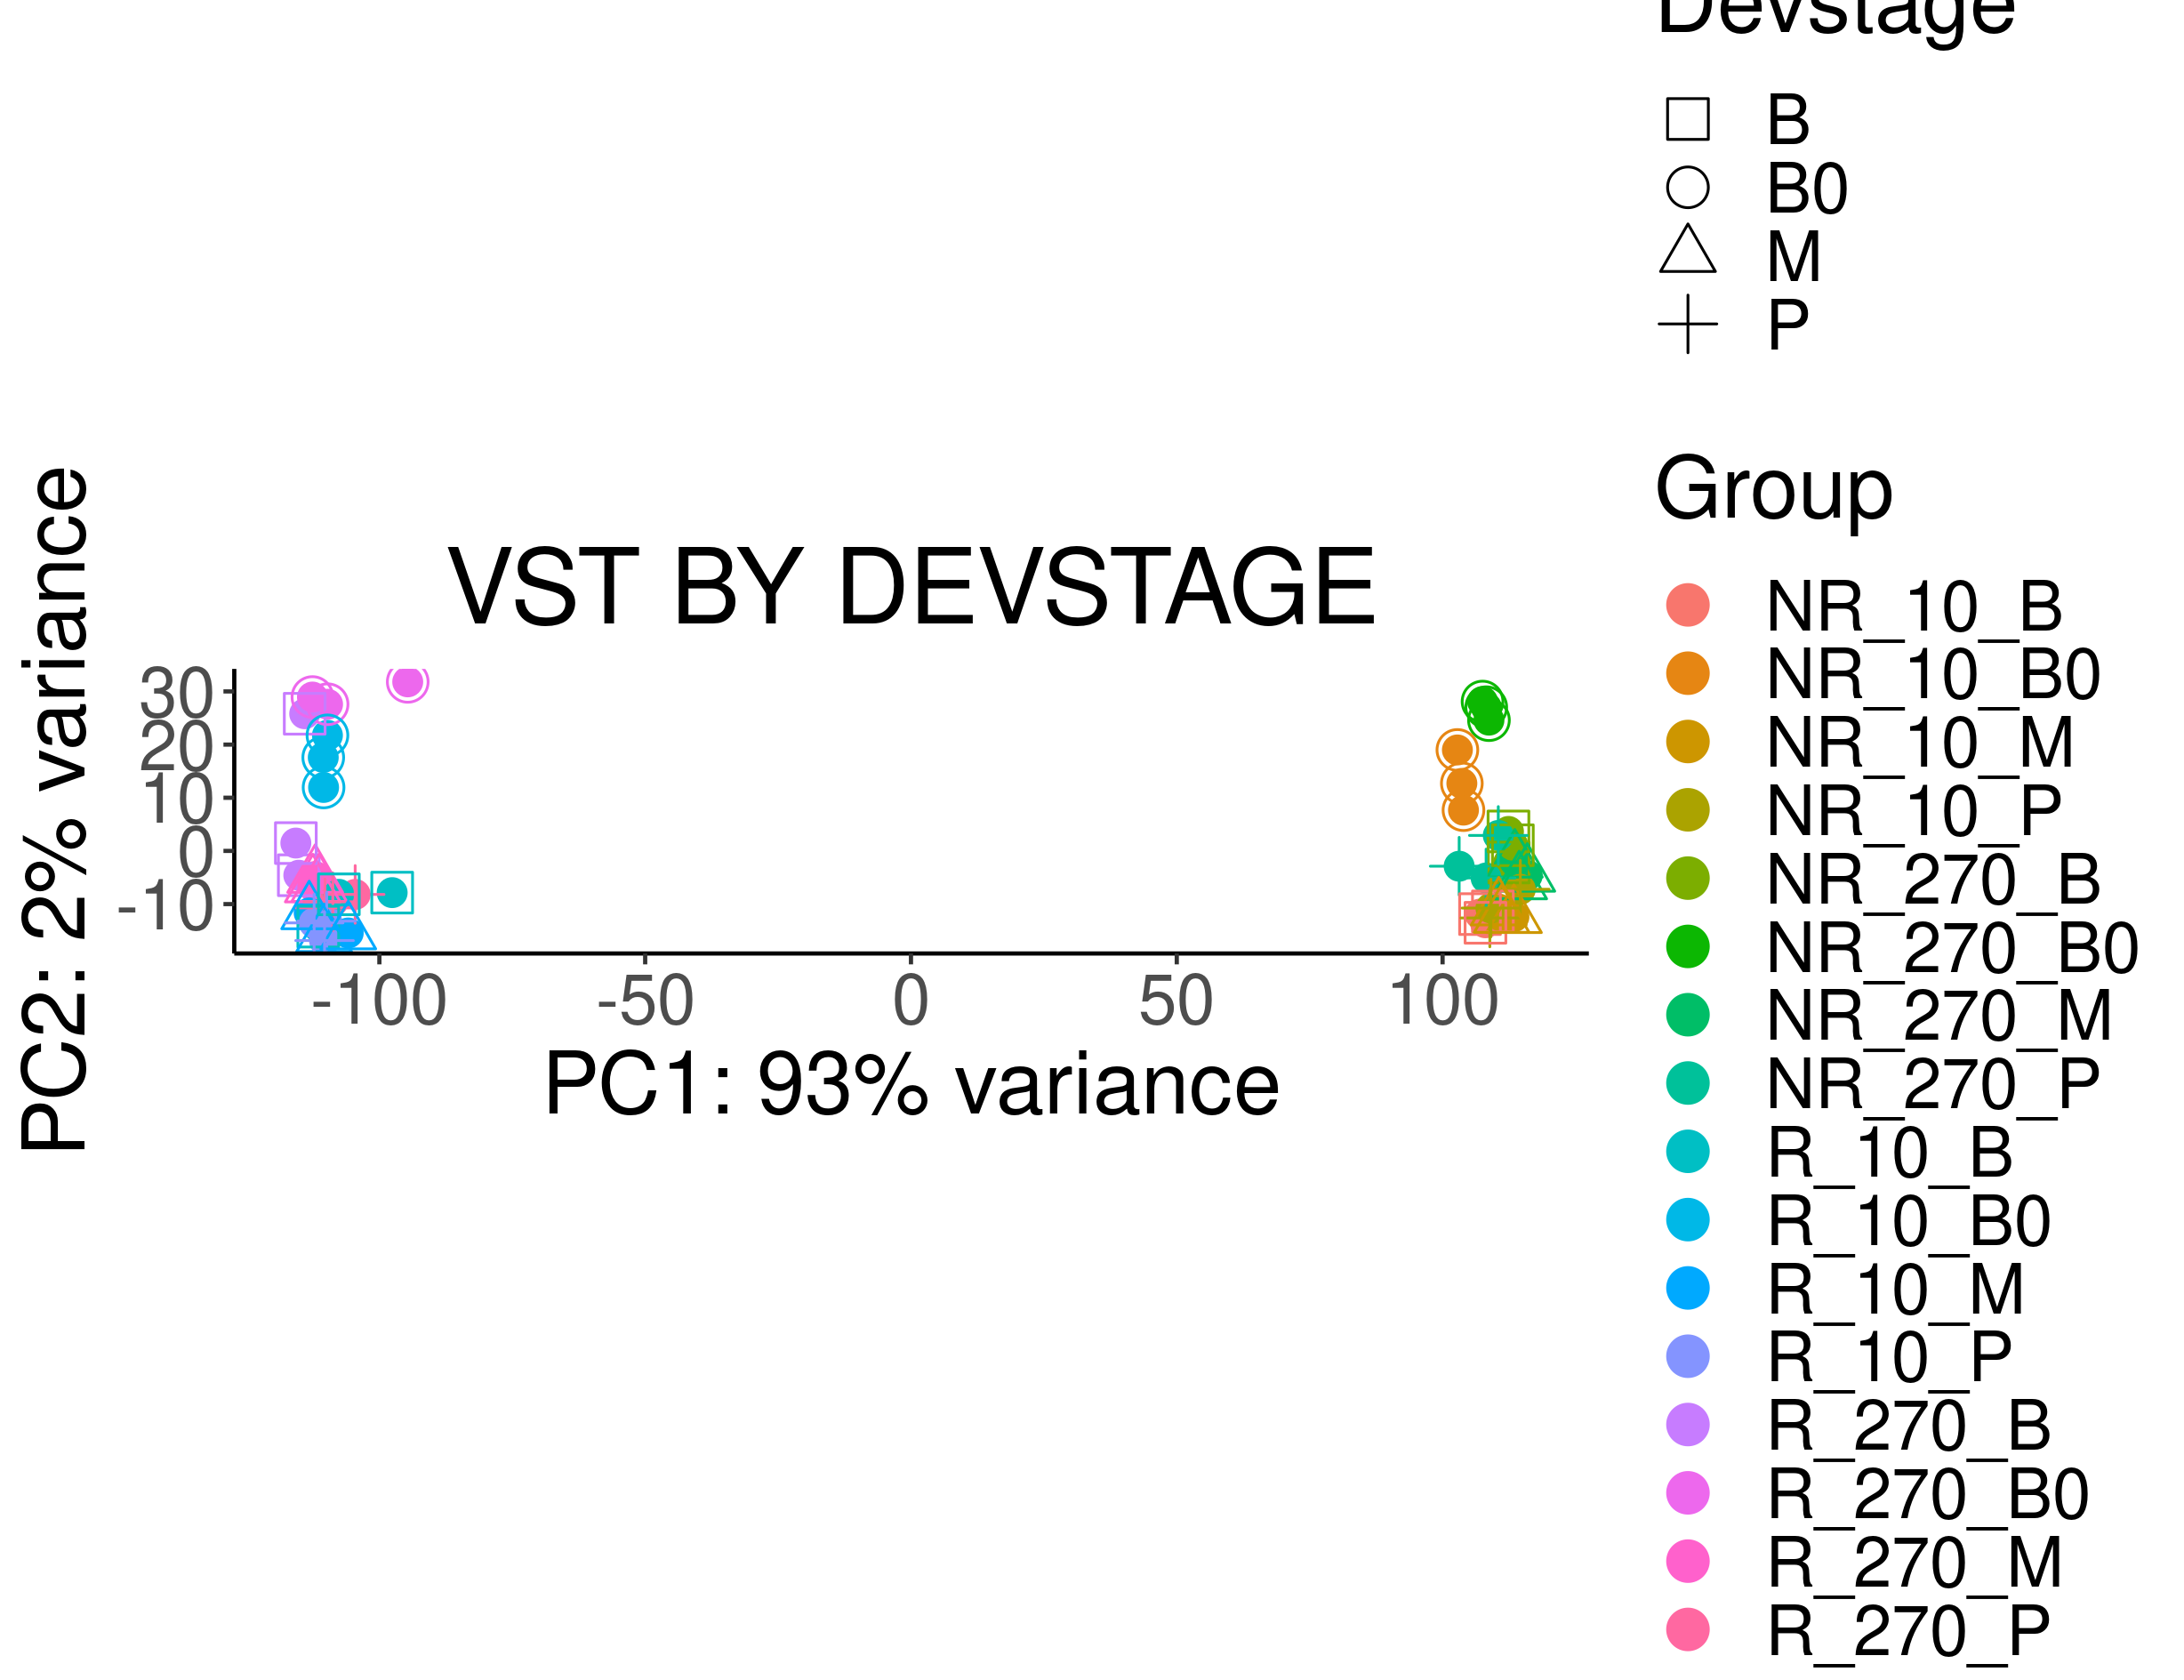 Devstage
B
B0
M
P
Group
NR_10_B
NR_10_B0
NR_10_M
NR_10_P
NR_270_B
NR_270_B0
NR_270_M
NR_270_P
R_10_B
R_10_B0
R_10_M
R_10_P
R_270_B
R_270_B0
R_270_M
R_270_P
VST BY DEVSTAGE
PC2: 2% variance
30
20
10
0
-10
-100 -50 0 50 100
PC1: 93% variance